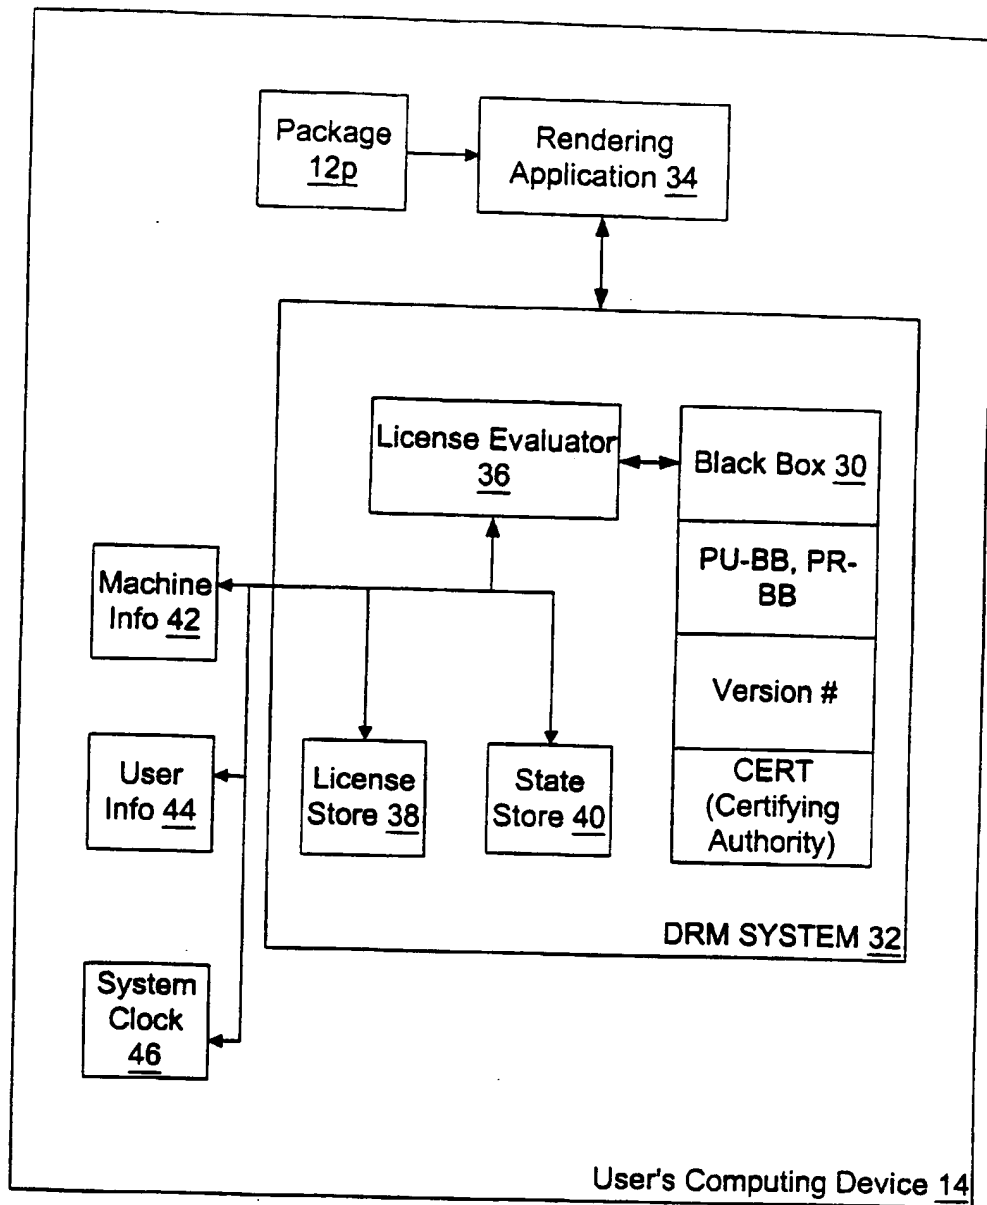 Package
12p
Rendering
Application 34
License Evaluator
36
Black Box 30
PU-BB, PR-
BB
Version #
CERT
(Certifying
Authority)
Machine
Info 42
User
Info 44
License
Store 38
State
Store 40
DRM SYSTEM 32
System
Clock
46
User's Computing Device 14